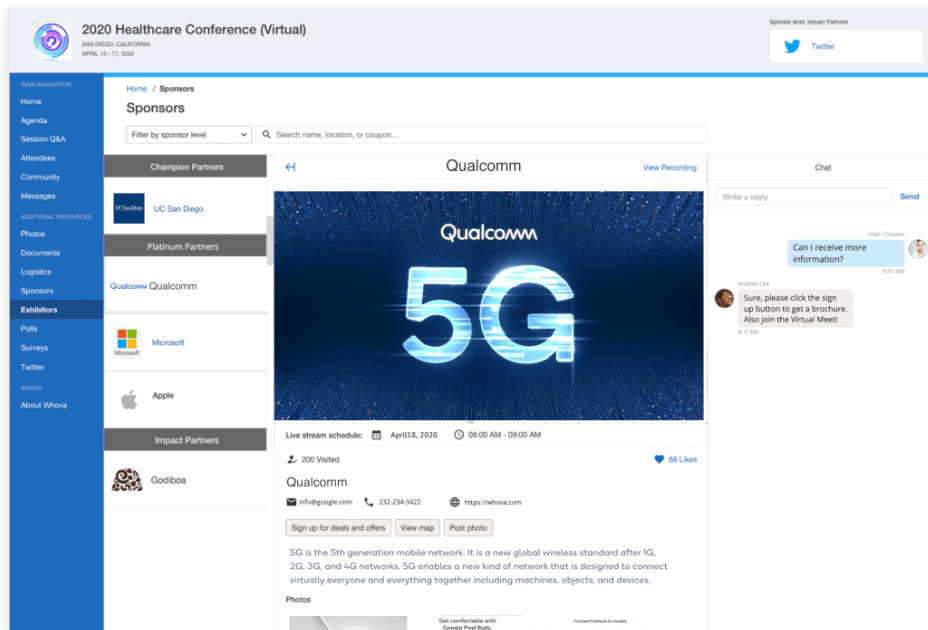 2020 Healthcare Conference (Virtual)
SAN DIEGO, CALIFORNIA
APRIL 15 - 17, 2020
Sponsor level: Impact Partners
Twitter
MAIN NAVIGATION
Home
Agenda
Session Q&A
Attendees
Community
Messages
ADDITIONAL RESOURCES
Photos
Documents
Logisitcs
Sponsors
Exhibitors
Polls
Surveys
Twitter
WHOVA
About Whova
Home / Sponsors
Sponsors
Filter by sponsor level
Search name, location, or coupon...
Champion Partners
UC San Diego
UC San Diego
Platinum Partners
Qualcomm Qualcomm
Microsoft
Microsoft
Apple
Impact Partners
Godiboa
Qualcomm
View Recording
Qualcomm
5G
Live stream schedule: April18, 2020 08:00 AM - 09:00 AM
200 Visited
68 Likes
Qualcomm
info@google.com 232-234-3422 https://whova.com
Sign up for deals and offers View map Post photo
5G is the 5th generation mobile network. It is a new global wireless standard after 1G,
2G, 3G, and 4G networks. 5G enables a new kind of network that is designed to connect
virtually everyone and everything together including machines, objects, and devices.
Photos
Get comfortable with
Google Pixel Buds.
Chat
Write a reply
Send
Can I receive more
information?
9:01 AM
Andrew Les
Sure, please click the sign
up button to get a brochure.
Also join the Virtual Meet!
9:11 AM